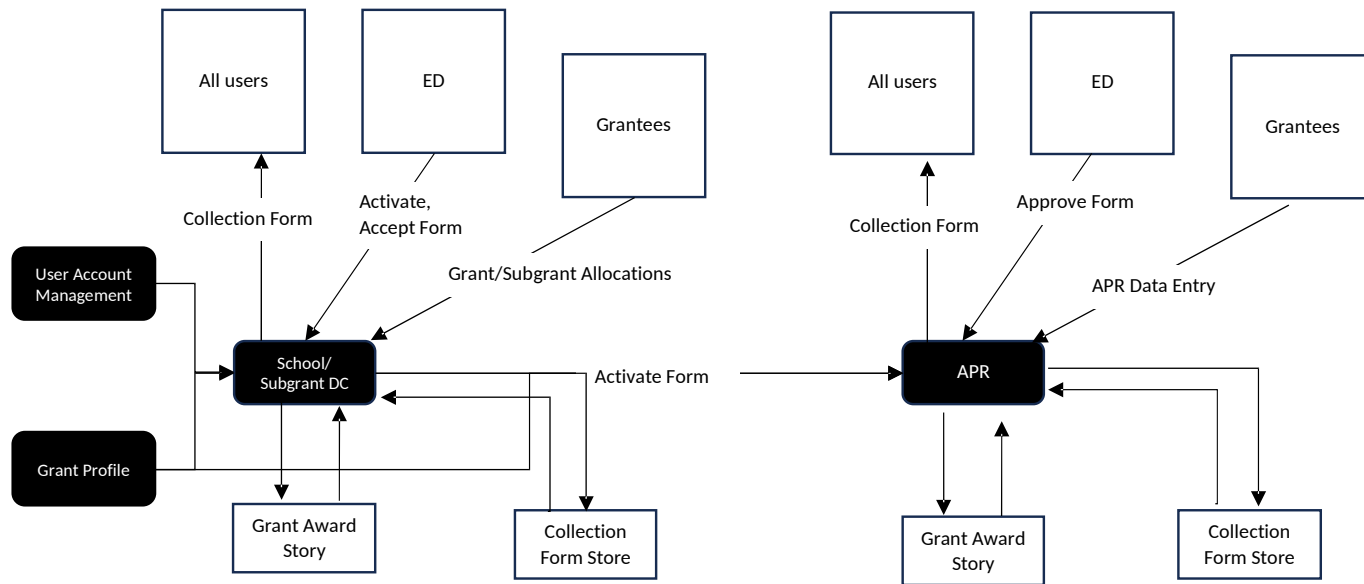 All users
ED
Grantees
All users
ED
Grantees
Collection Form
Activate,
Accept Form
Grant/Subgrant Allocations
Collection Form
Approve Form
APR Data Entry
User Account
Management
School/
Subgrant DC
Activate Form
APR
Grant Profile
Grant Award
Story
Collection
Form Store
Grant Award
Story
Collection
Form Store